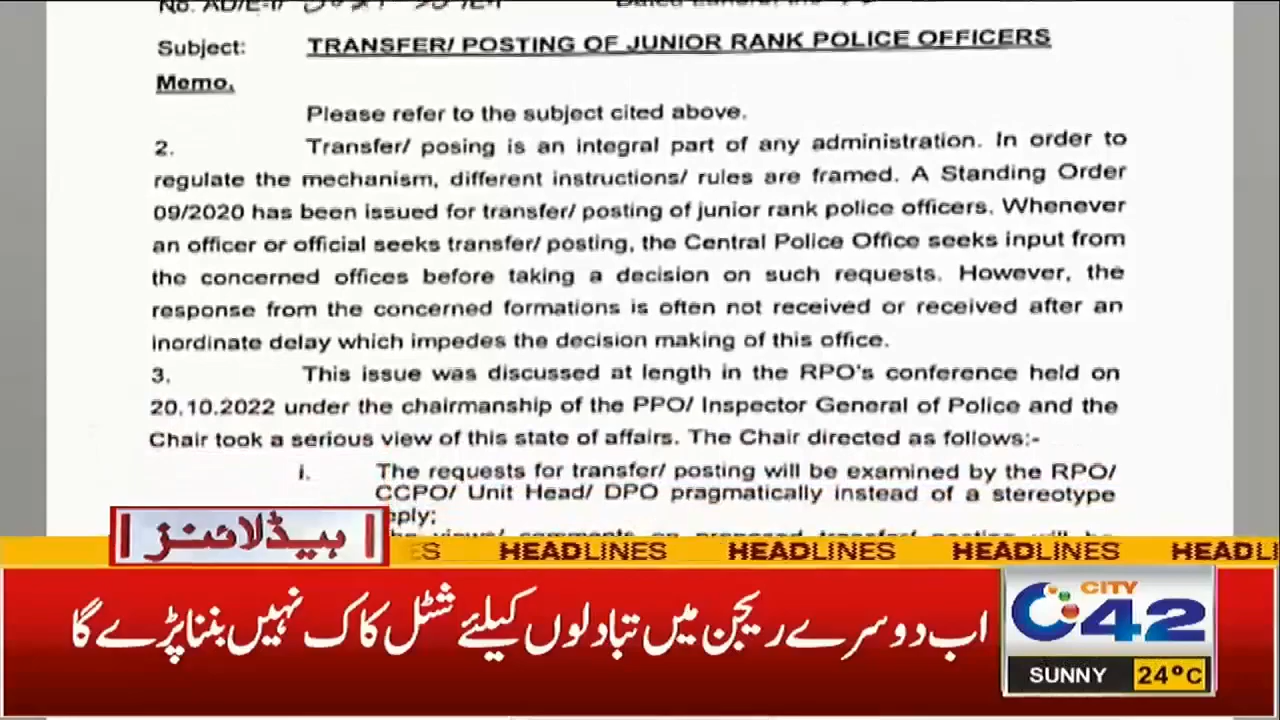 Subject: TRANSFER/ POSTING OF JUNIOR RANK POLICE OFFICERS
Memo.
Please refer to the subject cited above.
2. Transfer/ posing is an integral part of any administration. In order to
regulate the mechanism, different instructions/ rules are framed. A Standing Order
09/2020 has been issued for transfer/ posting of junior rank police officers. Whenever
an officer or official seeks transfer/ posting, the Central Police Office seeks input from
the concerned offices before taking a decision on such requests. However, the
response from the concerned formations is often not received or received after an
inordinate delay which impedes the decision making of this office.
3. This issue was discussed at length in the RPO's conference held on
20.10.2022 under the chairmanship of the PPO/ Inspector General of Police and the
Chair took a serious view of this state of affairs. The Chair directed as follows:-
i. The requests for transfer/ posting will be examined by the RPO/
CCPO/ Unit Head/ DPO pragmatically instead of a stereotype
eply;
ہیڈلائنز
ES HEADLINES HEADLINES HEADLINES HEADL
اب دوسرے ریجن میں تبادلوں کیلئے شٹل کاک نہیں بننا پڑے گا
CITY
42
SUNNY 24°C